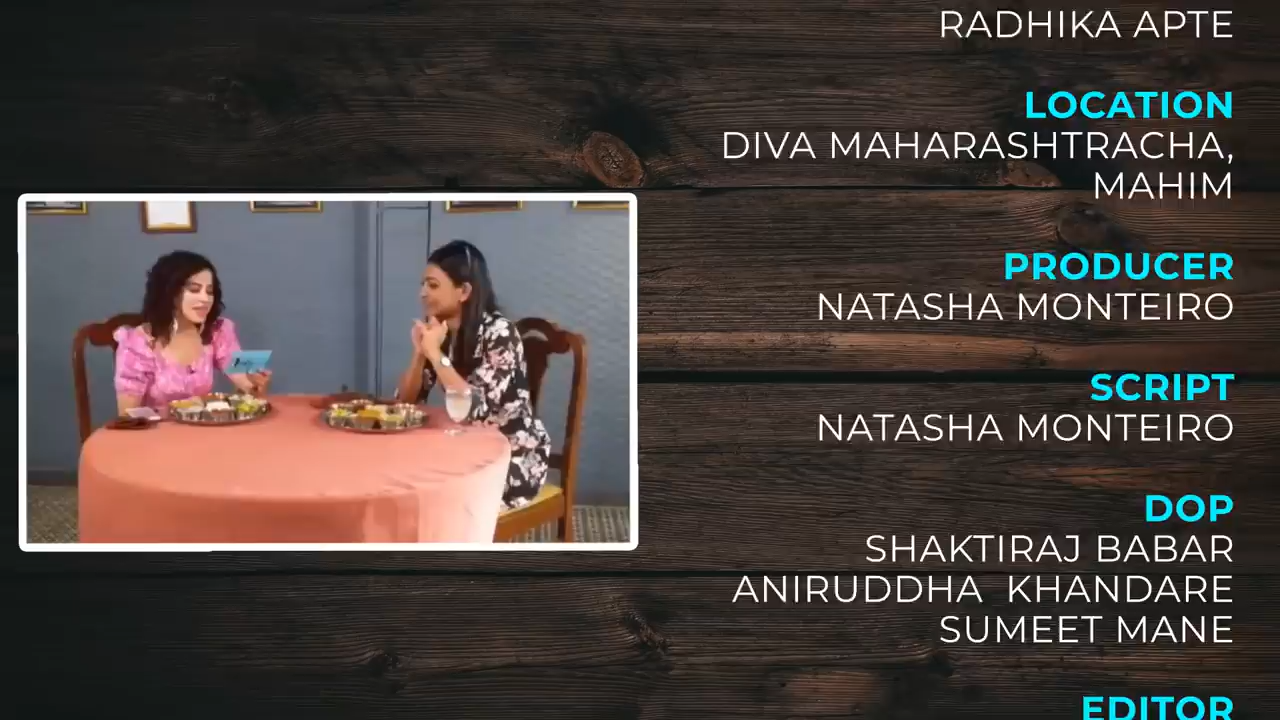 RADHIKA APTE
LOCATION
DIVA MAHARASHTRACHA,
MAHIM
PRODUCER
NATASHA MONTEIRO
SCRIPT
NATASHA MONTEIRO
DOP
SHAKTIRAJ BABAR
ANIRUDDHA KHANDARE
SUMEET MANE
EDITOR